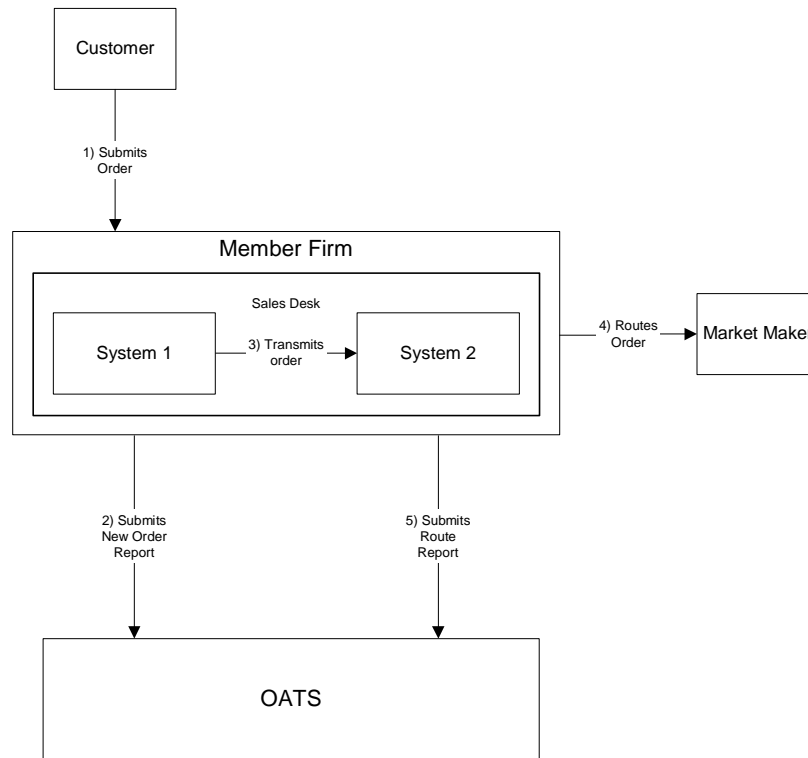 Customer
1) Submits
Order
Member Firm
Sales Desk
System 1
3) Transmits
order
System 2
4) Routes
Order
Market Maker
2) Submits
New Order
Report
5) Submits
Route
Report
OATS